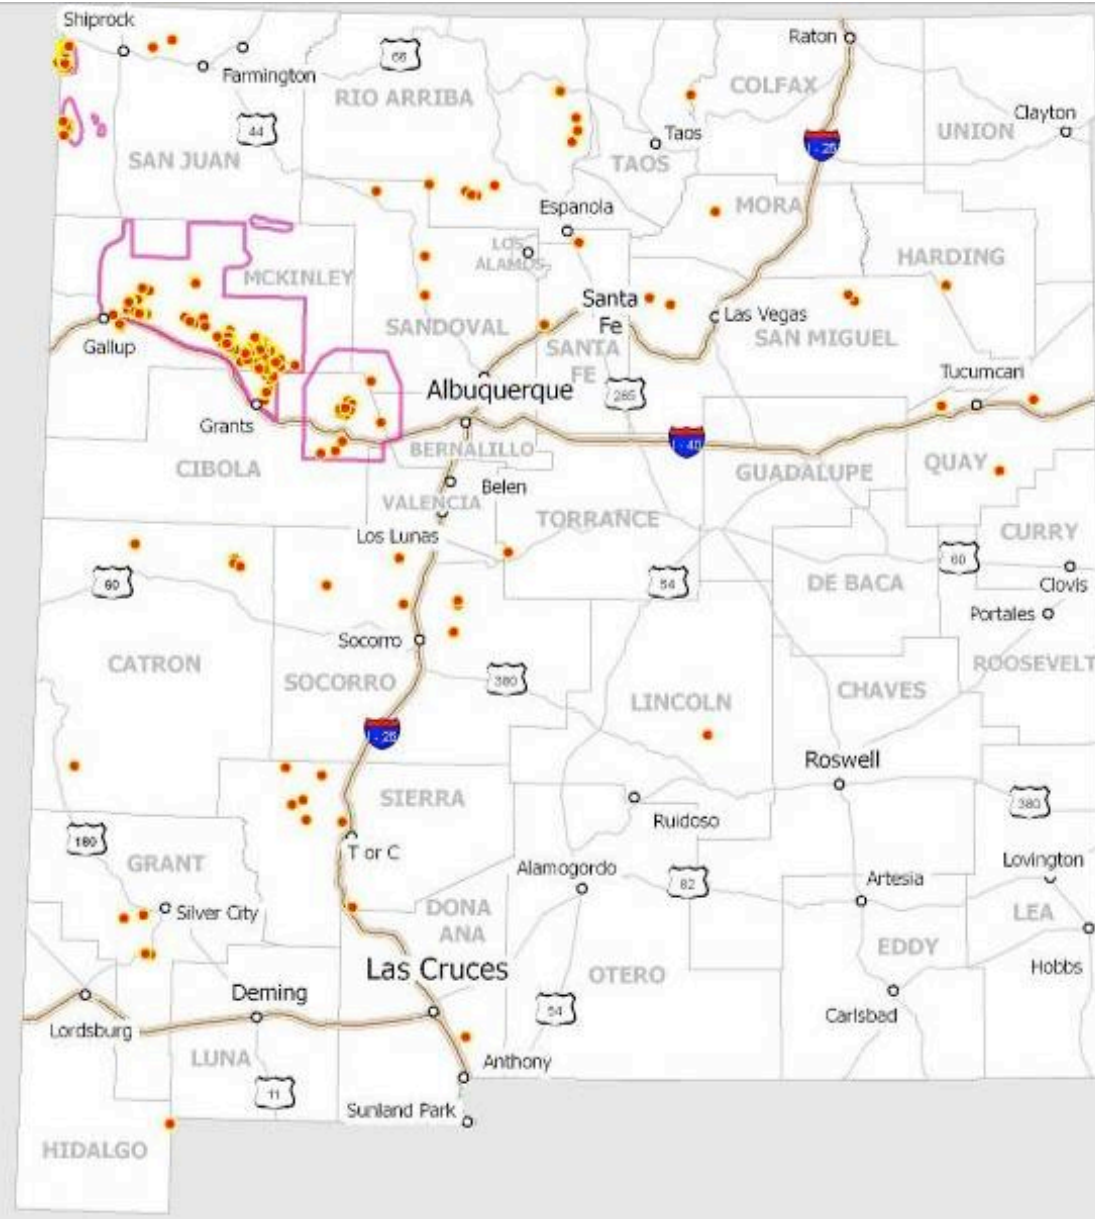 Shiprock
Raton
66
Farmington
COLFAX
RIO ARRIBA
Clayton
44
Taos
UNION
I - 25
SAN JUAN
TAOS
Espanola
MORA
LOS
ALAMOS
HARDING
MCKINLEY
Santa
Fe
Las Vegas
SANDOVAL
SAN MIGUEL
Gallup
SANTA
FE
Tucumcari
Albuquerque
285
Grants
I - 40
BERNALILLO
CIBOLA
GUADALUPE
QUAY
Belen
VALENCIA
TORRANCE
Los Lunas
CURRY
60
60
54
DE BACA
Clovis
Portales
Socorro
CATRON
ROOSEVELT
SOCORRO
380
CHAVES
LINCOLN
I - 25
Roswell
SIERRA
380
Ruidoso
180
T or C
GRANT
Lovington
Alamogordo
82
Artesia
Silver City
DONA
ANA
LEA
EDDY
Las Cruces
OTERO
Hobbs
Deming
54
Carlsbad
Lordsburg
LUNA
Anthony
11
Sunland Park
HIDALGO